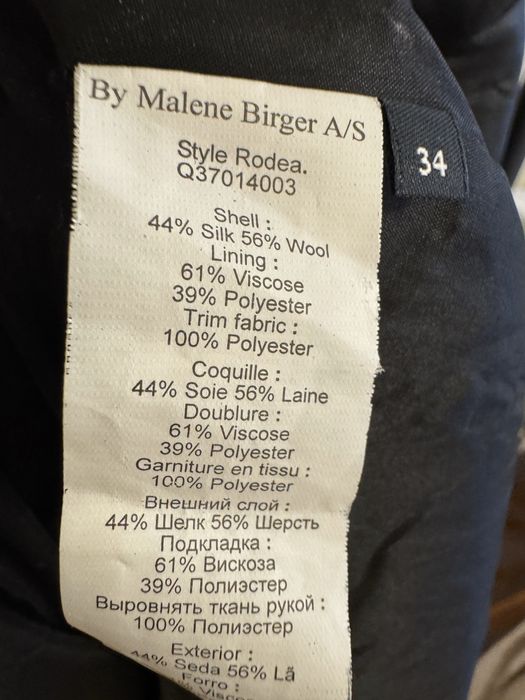 By Malene Birger A/S
34
Style Rodea.
Q37014003
Shell :
44% Silk 56% Wool
Lining :
61% Viscose
39% Polyester
Trim fabric :
100% Polyester
Coquille :
44% Soie 56% Laine
Doublure :
61% Viscose
39% Polyester
Garniture en tissu :
100% Polyester
Внешний слой :
44% Шелк 56% Шерсть
Подкладка :
61% Вискоза
39% Полиэстер
Выровнять ткань рукой :
100% Полиэстер
Exterior :
44% Seda 56% Lã
Forro :
% Viscose